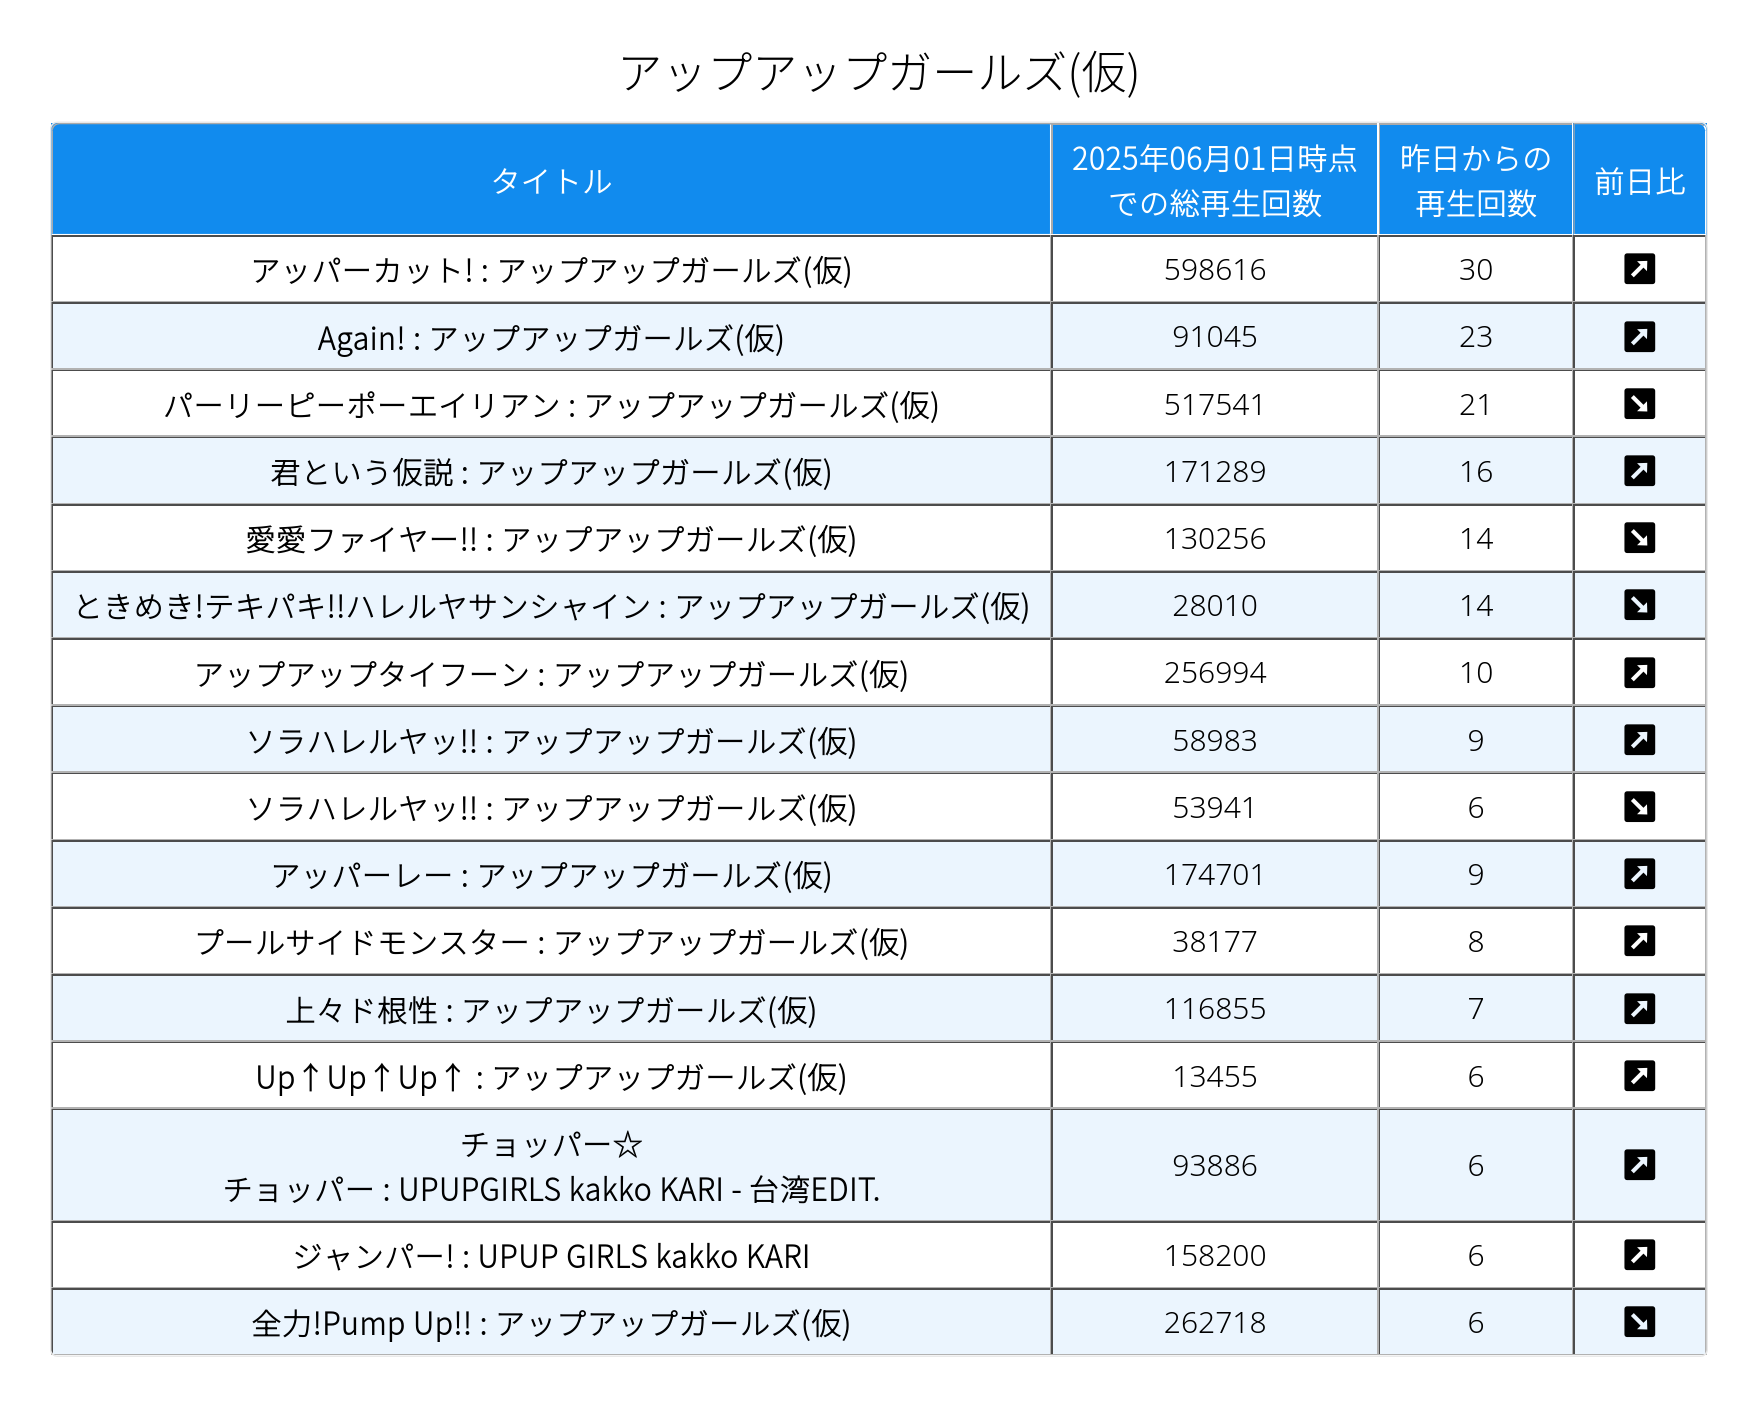 アップアップガールズ(仮)
タイトル
2025年06月01日時点
での総再生回数
昨日からの
再生回数
前日比
アッパーカット! : アップアップガールズ(仮) 598616 30 ↗
Again! : アップアップガールズ(仮) 91045 23 ↗
パーリーピーポーエイリアン : アップアップガールズ(仮) 517541 21 ↘
君という仮説 : アップアップガールズ(仮) 171289 16 ↗
愛愛ファイヤー!! : アップアップガールズ(仮) 130256 14 ↘
ときめき!テキパキ!!ハレルヤサンシャイン : アップアップガールズ(仮) 28010 14 ↘
アップアップタイフーン : アップアップガールズ(仮) 256994 10 ↗
ソラハレルヤッ!! : アップアップガールズ(仮) 58983 9 ↗
ソラハレルヤッ!! : アップアップガールズ(仮) 53941 6 ↘
アッパーレー : アップアップガールズ(仮) 174701 9 ↗
プールサイドモンスター : アップアップガールズ(仮) 38177 8 ↗
上々ド根性 : アップアップガールズ(仮) 116855 7 ↗
Up↑Up↑Up↑ : アップアップガールズ(仮) 13455 6 ↗
チョッパー☆
チョッパー : UPUPGIRLS kakko KARI - 台湾EDIT. 93886 6 ↗
ジャンパー! : UPUP GIRLS kakko KARI 158200 6 ↗
全力!Pump Up!! : アップアップガールズ(仮) 262718 6 ↘